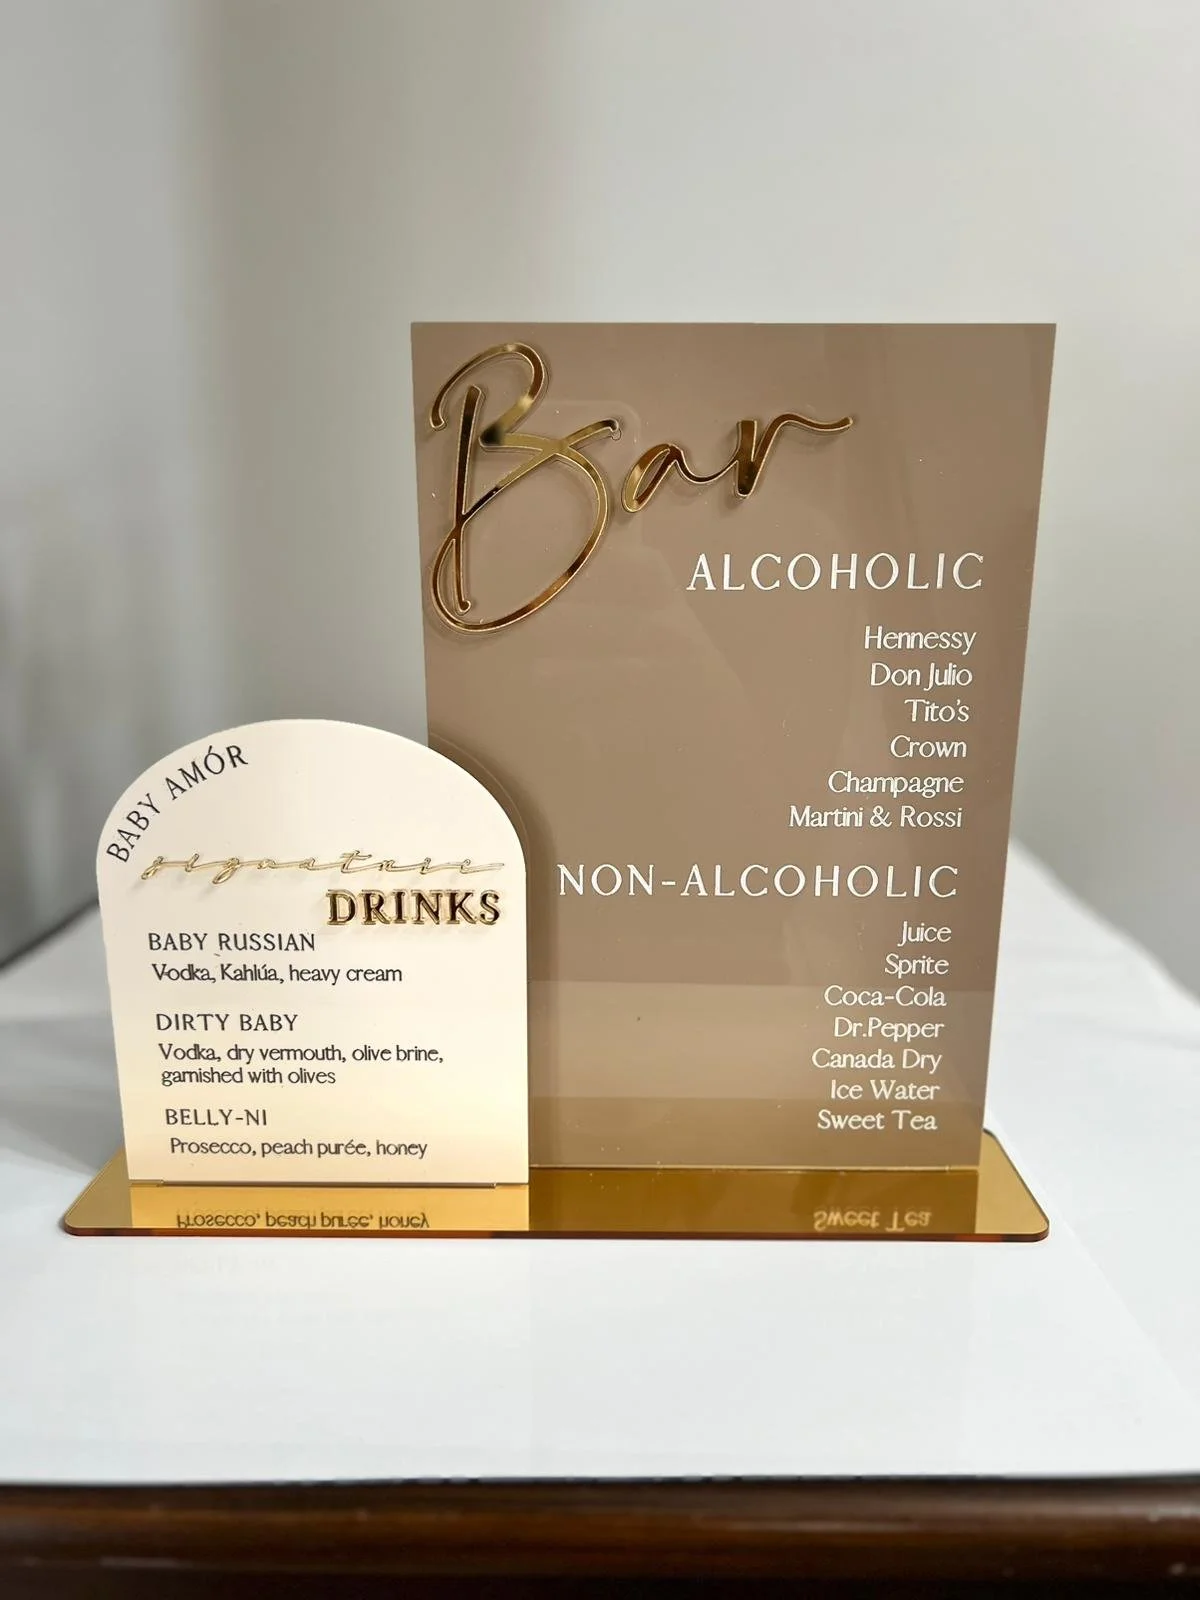 Bar
ALCOHOLIC
Hennessy
Don Julio
Tito's
Crown
Champagne
Martini & Rossi
NON-ALCOHOLIC
Juice
Sprite
Coca-Cola
Dr.Pepper
Canada Dry
Ice Water
Sweet Tea
BABY AMÓR
signature
DRINKS
BABY RUSSIAN
Vodka, Kahlúa, heavy cream
DIRTY BABY
Vodka, dry vermouth, olive brine,
garnished with olives
BELLY-NI
Prosecco, peach purée, honey